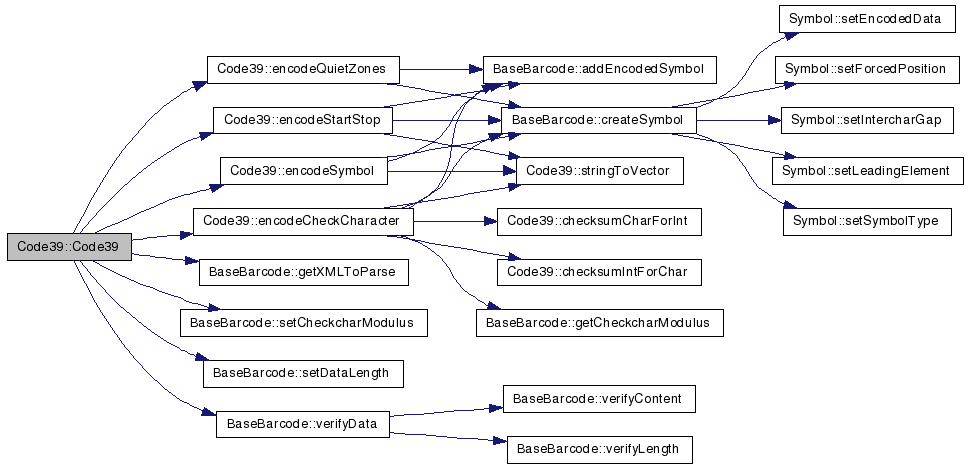 Code39::Code39
Code39::encodeQuietZones
Code39::encodeStartStop
Code39::encodeSymbol
Code39::encodeCheckCharacter
BaseBarcode::getXMLToParse
BaseBarcode::setCheckcharModulus
BaseBarcode::setDataLength
BaseBarcode::verifyData
BaseBarcode::addEncodedSymbol
BaseBarcode::createSymbol
Code39::stringToVector
Code39::checksumCharForInt
Code39::checksumIntForChar
BaseBarcode::getCheckcharModulus
BaseBarcode::verifyContent
BaseBarcode::verifyLength
Symbol::setEncodedData
Symbol::setForcedPosition
Symbol::setIntercharGap
Symbol::setLeadingElement
Symbol::setSymbolType